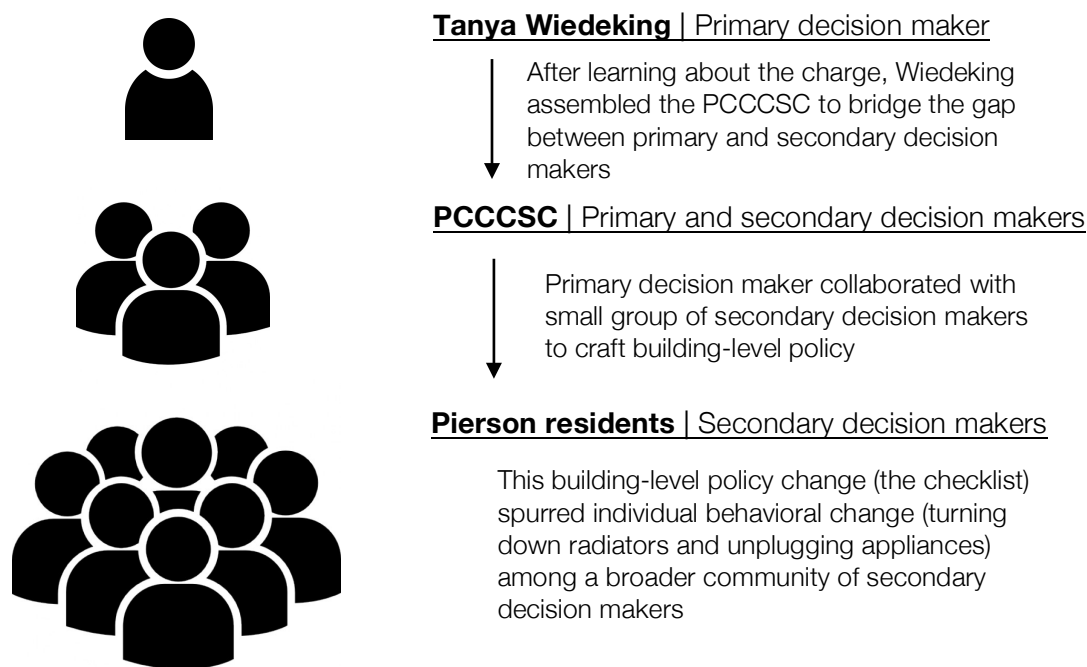 Tanya Wiedeking | Primary decision maker
After learning about the charge, Wiedeking
assembled the PCCCSC to bridge the gap
between primary and secondary decision
makers
PCCCSC | Primary and secondary decision makers
Primary decision maker collaborated with
small group of secondary decision makers
to craft building-level policy
Pierson residents | Secondary decision makers
This building-level policy change (the checklist)
spurred individual behavioral change (turning
down radiators and unplugging appliances)
among a broader community of secondary
decision makers